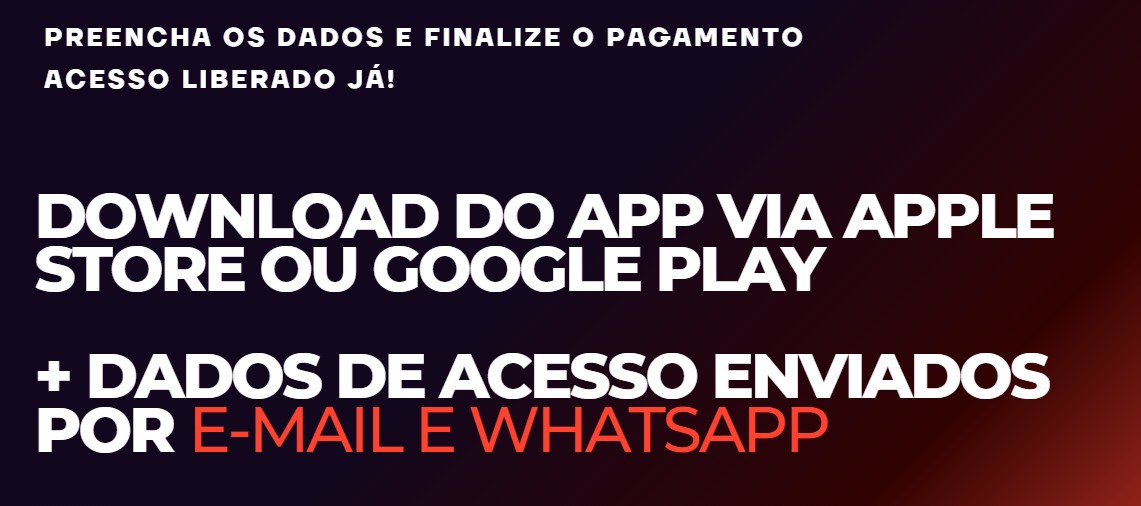 PREENCHA OS DADOS E FINALIZE O PAGAMENTO
ACESSO LIBERADO JÁ!
DOWNLOAD DO APP VIA APPLE
STORE OU GOOGLE PLAY
+ DADOS DE ACESSO ENVIADOS
POR E-MAIL E WHATSAPP